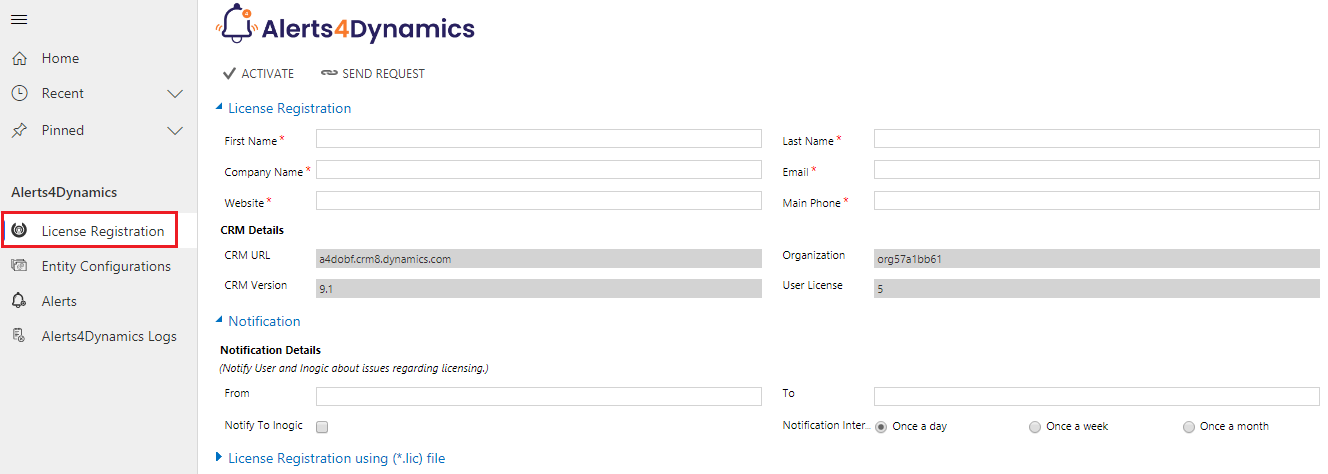 Alerts4Dynamics
Home
Recent
Pinned
Alerts4Dynamics
License Registration
Entity Configurations
Alerts
Alerts4Dynamics Logs
ACTIVATE SEND REQUEST
License Registration
First Name * Last Name *
Company Name * Email *
Website * Main Phone *
CRM Details
CRM URL a4dobf.crm8.dynamics.com Organization org57a1bb61
CRM Version 9.1 User License 5
Notification
Notification Details
(Notify User and Inogic about issues regarding licensing.)
From To
Notify To Inogic Notification Inter... Once a day Once a week Once a month
License Registration using (*.lic) file